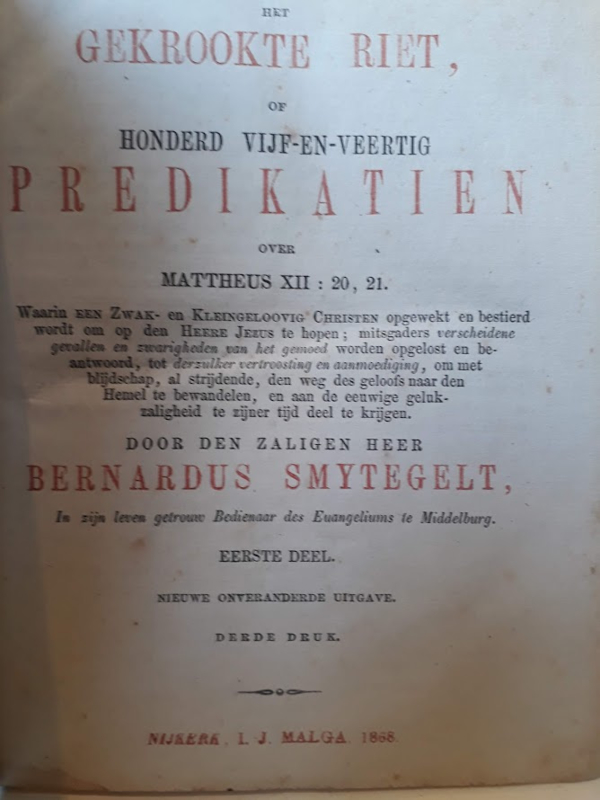 HET
GEKROOKTE RIET,
OF
HONDERD VIJF-EN-VEERTIG
PREDIKATIEN
OVER
MATTHEUS XII : 20, 21.
Waarin EEN ZWAK- en KLEINGELOOVIG CHRISTEN opgewekt en bestierd
wordt om op den HEERE JEZUS te hopen; mitsgaders verscheidene
gevallen en zwarigheden van het gemoed worden opgelost en be-
antwoord, tot derzulker vertroosting en aanmoediging, om met
blijdschap, al strijdende, den weg des geloofs naar den
Hemel te bewandelen, en aan de eeuwige geluk-
zaligheid te zijner tijd deel te krijgen.
DOOR DEN ZALIGEN HEER
BERNARDUS SMYTEGELT,
In zijn leven getrouw Bedienaar des Euangeliums te Middelburg.
EERSTE DEEL.
NIEUWE ONVERANDERDE UITGAVE.
DERDE DRUK.
NIJKERK, I. J. MALGA. 1868.